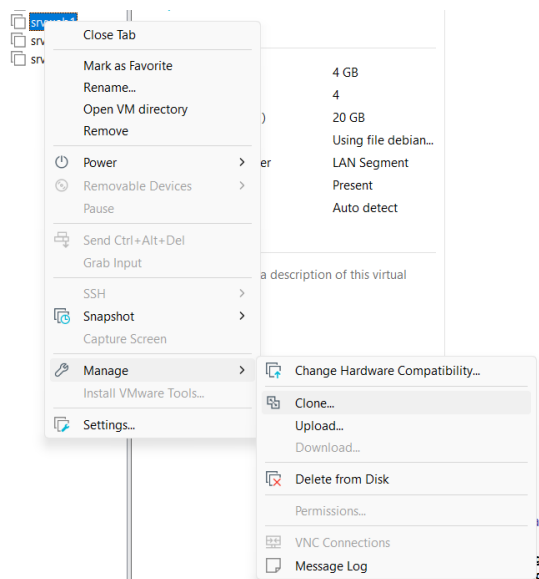 srv
srv
Close Tab
Mark as Favorite
Rename...
Open VM directory
Remove
Power
Removable Devices
Pause
Send Ctrl+Alt+Del
Grab Input
SSH
Snapshot
Capture Screen
Manage
Install VMware Tools...
Settings...
4 GB
4
) 20 GB
Using file debian...
er LAN Segment
Present
Auto detect
a description of this virtual
Change Hardware Compatibility...
Clone...
Upload...
Download...
Delete from Disk
Permissions...
VNC Connections
Message Log